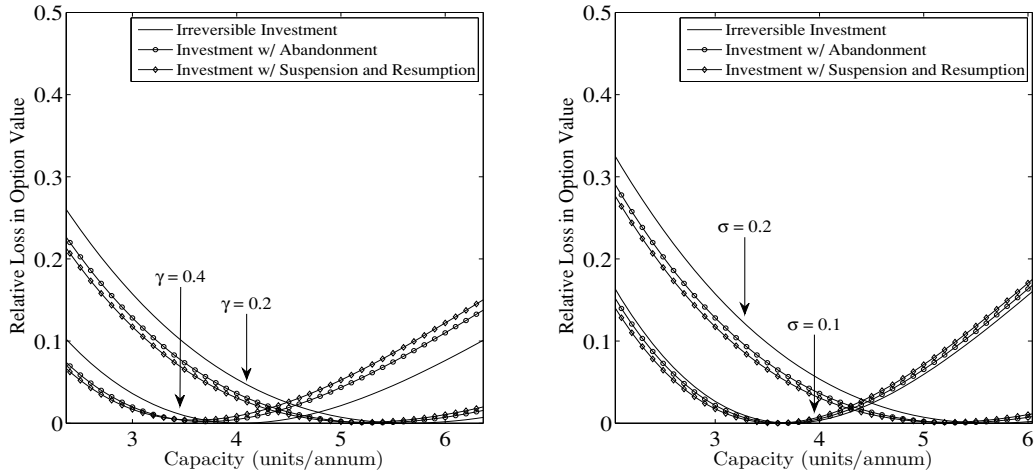 0.5
Irreversible Investment
Investment w/ Abandonment
Investment w/ Suspension and Resumption
0.4
0.3
0.2
0.1
0
Relative Loss in Option Value
γ = 0.4
γ = 0.2
3
4
5
6
Capacity (units/annum)
0.5
Irreversible Investment
Investment w/ Abandonment
Investment w/ Suspension and Resumption
0.4
0.3
0.2
0.1
0
Relative Loss in Option Value
σ = 0.2
σ = 0.1
3
4
5
6
Capacity (units/annum)